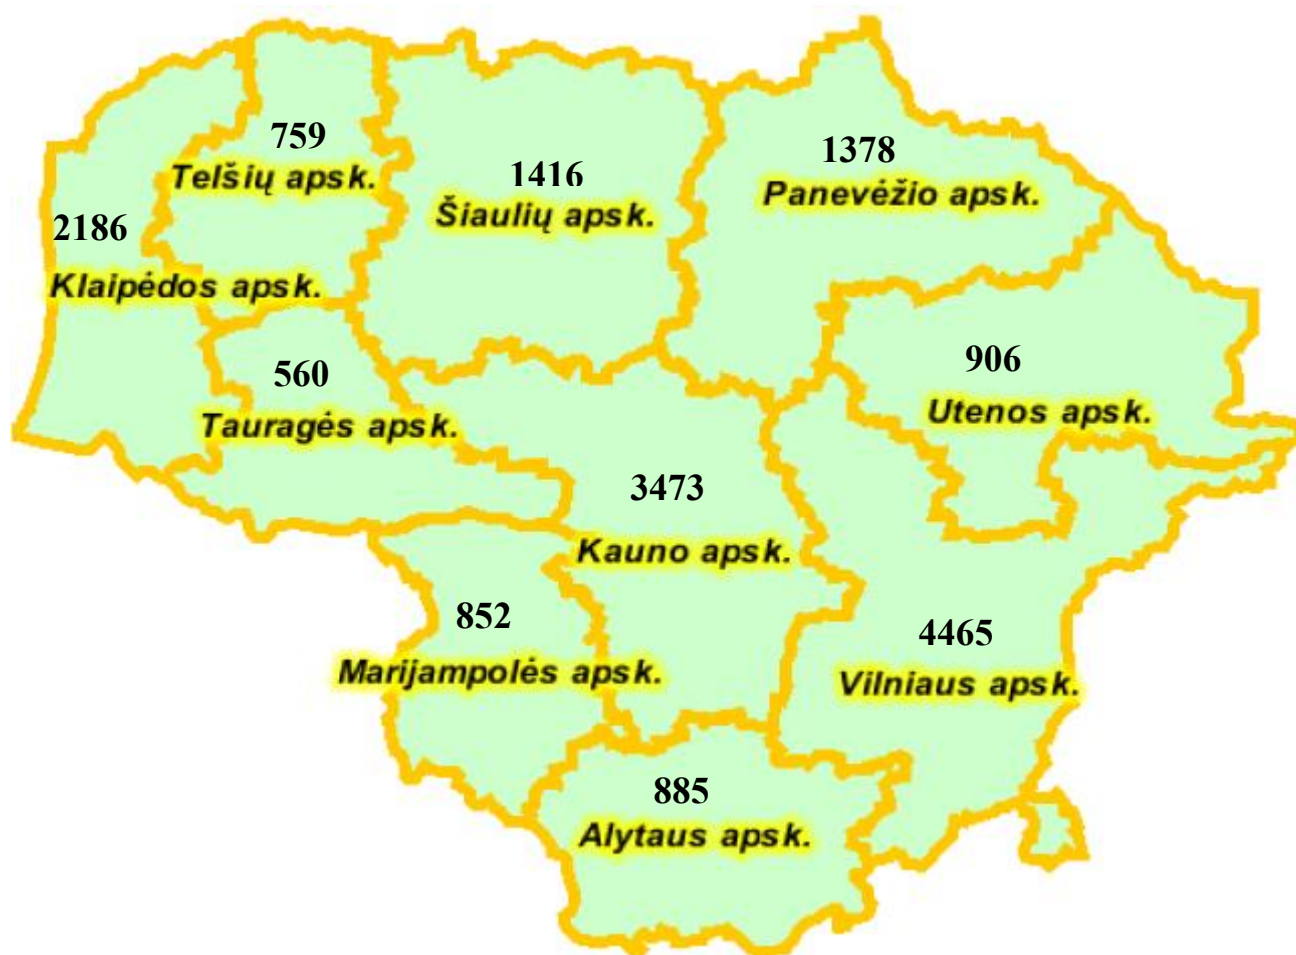 759
Telšių apsk.
1416
Šiaulių apsk.
1378
Panevėžio apsk.
2186
Klaipėdos apsk.
560
Tauragės apsk.
906
Utenos apsk.
3473
Kauno apsk.
852
Marijampolės apsk.
4465
Vilniaus apsk.
885
Alytaus apsk.